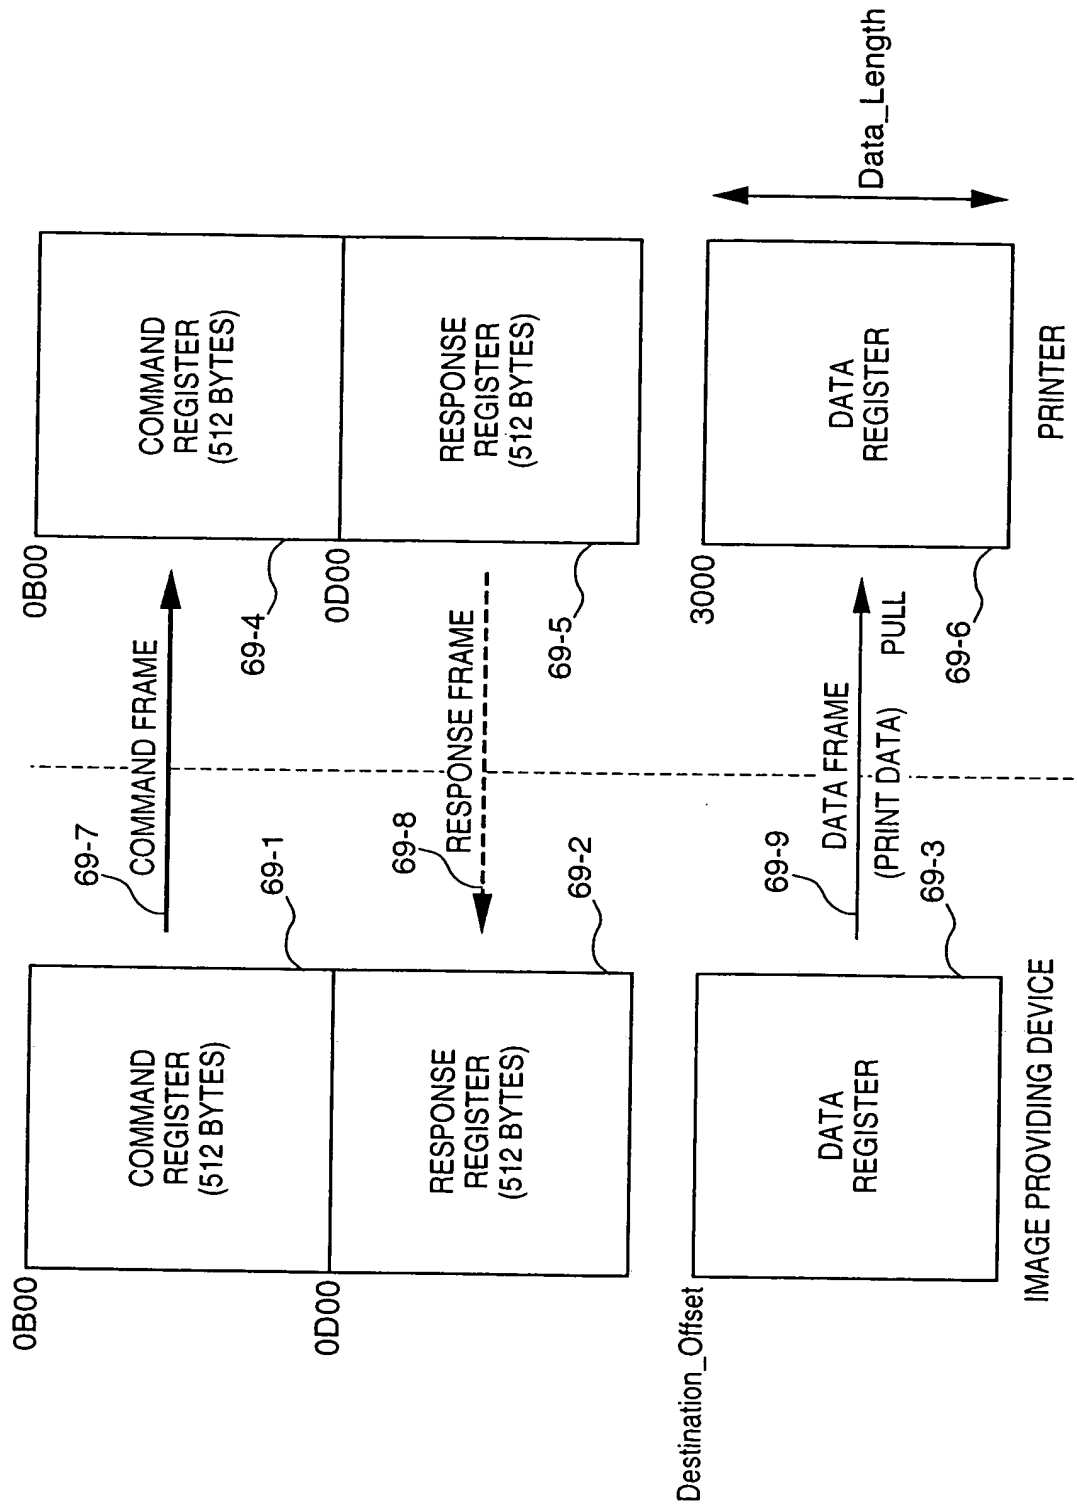 0B00
COMMAND
REGISTER
(512 BYTES)
69-1
0D00
RESPONSE
REGISTER
(512 BYTES)
69-2
Destination_Offset
DATA
REGISTER
69-3
IMAGE PROVIDING DEVICE
69-7
COMMAND FRAME
69-8
RESPONSE FRAME
69-9
DATA FRAME
(PRINT DATA)
PULL
0B00
COMMAND
REGISTER
(512 BYTES)
69-4
0D00
RESPONSE
REGISTER
(512 BYTES)
69-5
3000
DATA
REGISTER
69-6
Data_Length
PRINTER